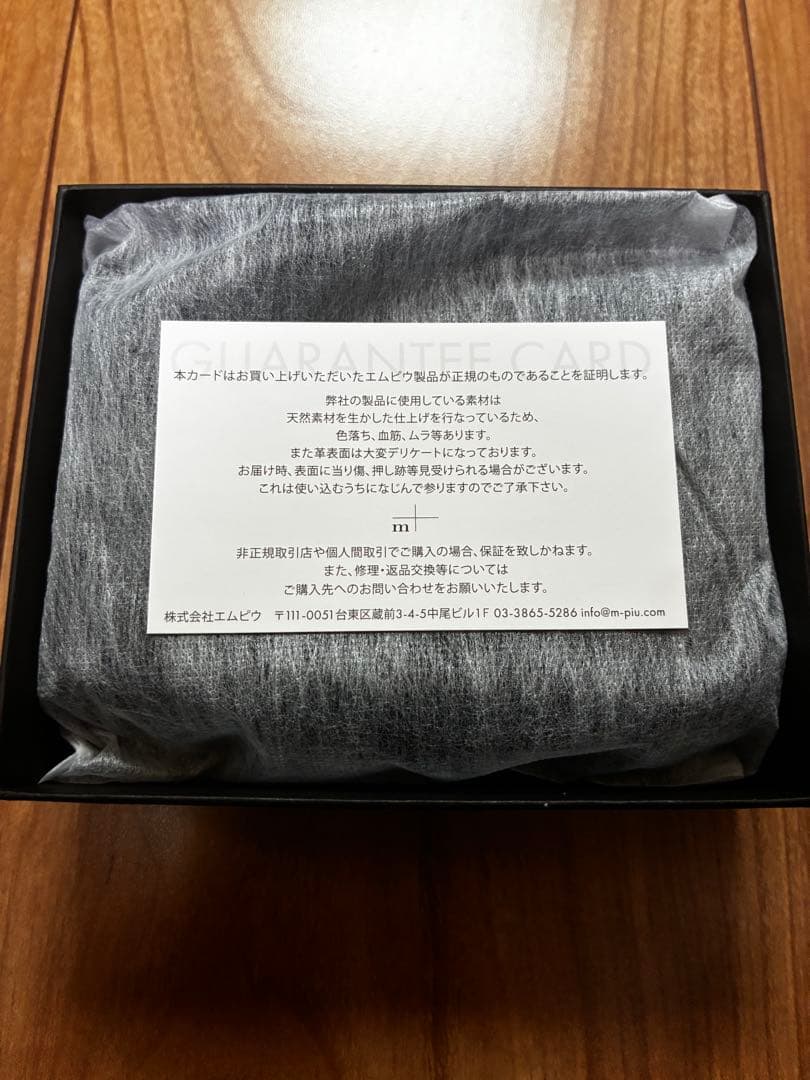 GUARANTEE CARD
本カードはお買い上げいただいたエムピウ製品が正規のものであることを証明します。
弊社の製品に使用している素材は
天然素材を生かした仕上げを行なっているため、
色落ち、血筋、ムラ等あります。
また革表面は大変デリケートになっております。
お届け時、表面に当り傷、押し跡等見受けられる場合がございます。
これは使い込むうちになじんで参りますのでご了承下さい。
m+
非正規取引店や個人間取引でご購入の場合、保証を致しかねます。
また、修理・返品交換等については
ご購入先へのお問い合わせをお願いいたします。
株式会社エムピウ 〒111-0051台東区蔵前3-4-5中尾ビル1F 03-3865-5286 info@m-piu.com